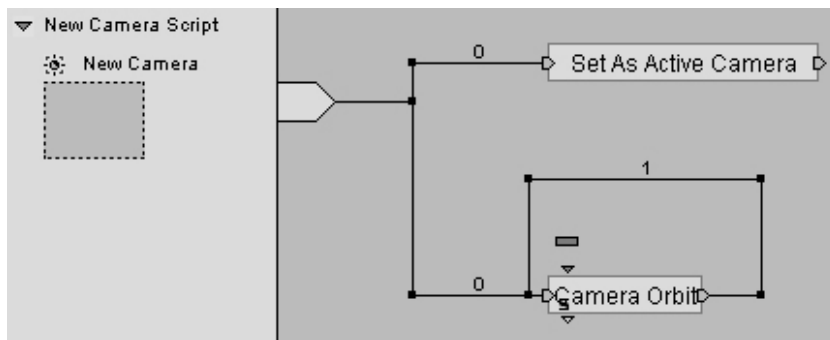 New Camera Script
New Camera
0
Set As Active Camera
1
0
Camera Orbit
S